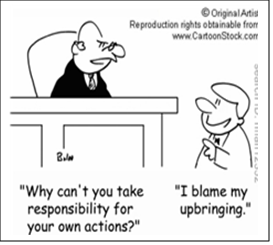 © Original Artist
Reproduction rights obtainable from
www.CartoonStock.com
"Why can't you take
responsibility for
your own actions?"
"I blame my
upbringing."